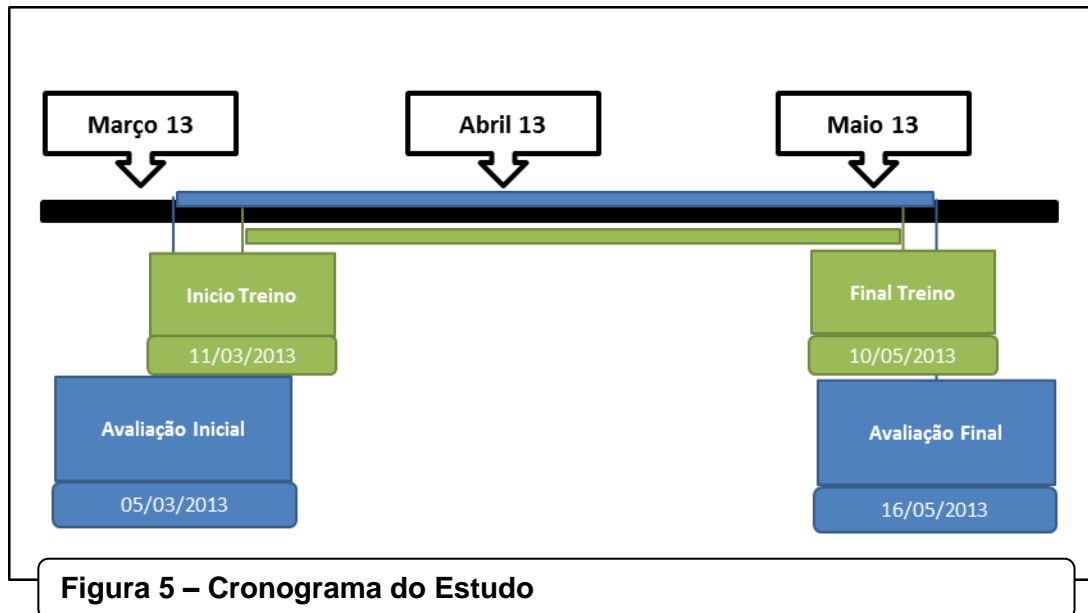 Março 13
Abril 13
Maio 13
Inicio Treino
11/03/2013
Final Treino
10/05/2013
Avaliação Inicial
05/03/2013
Avaliação Final
16/05/2013
Figura 5 – Cronograma do Estudo